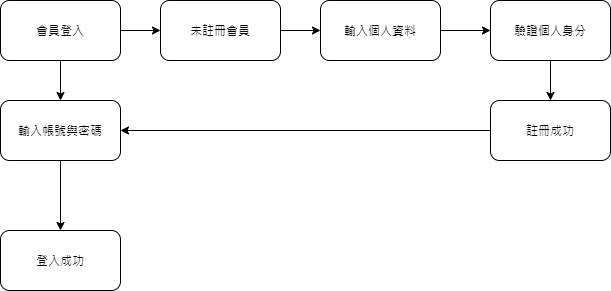 會員登入
未註冊會員
輸入個人資料
驗證個人身分
輸入帳號與密碼
註冊成功
登入成功